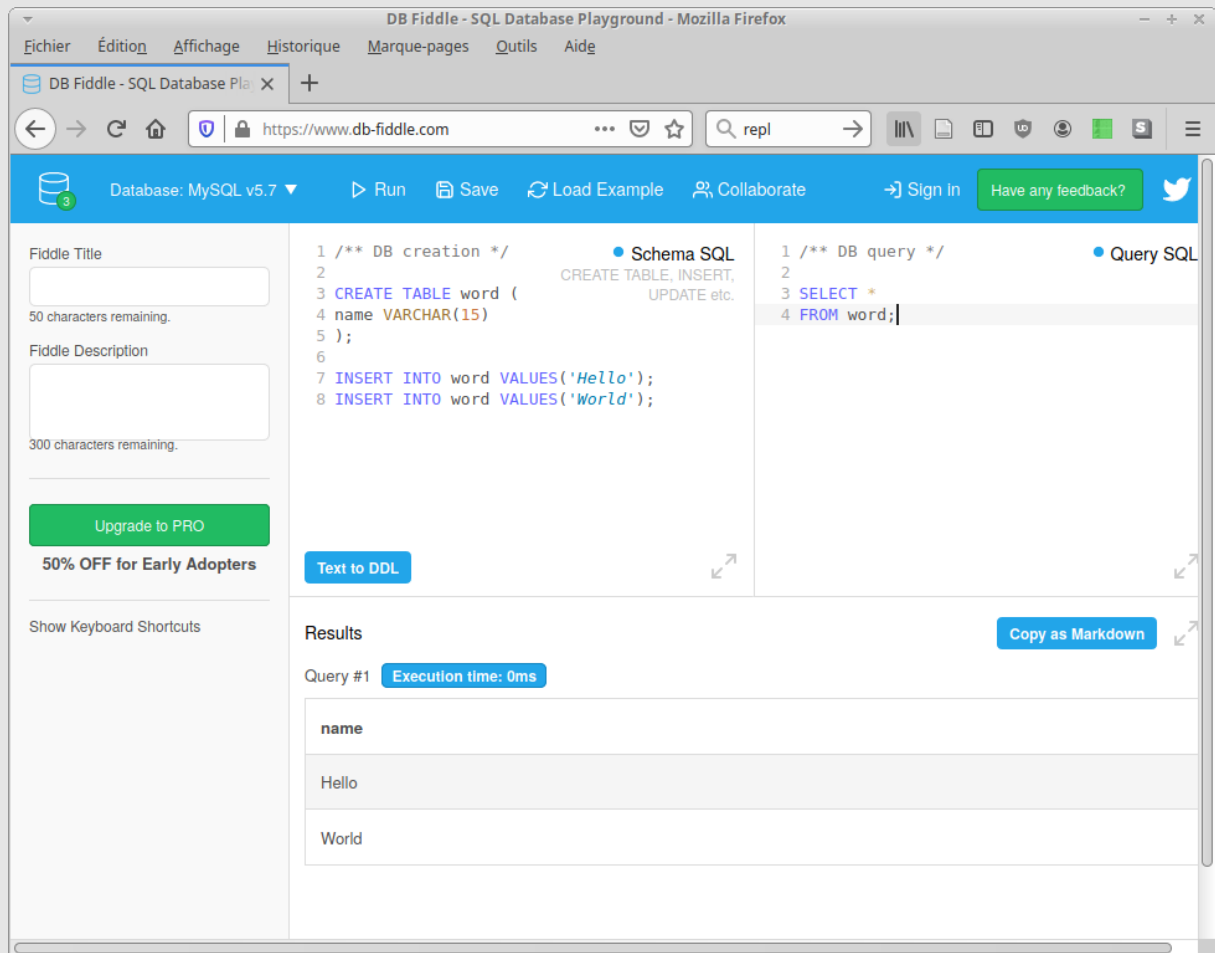 DB Fiddle - SQL Database Playground - Mozilla Firefox
Fichier Édition Affichage Historique Marque-pages Outils Aide
DB Fiddle - SQL Database Pla
https://www.db-fiddle.com
repl
3
Database: MySQL v5.7
Run
Save
Load Example
Collaborate
Sign in
Have any feedback?
Fiddle Title
50 characters remaining.
Fiddle Description
300 characters remaining.
Upgrade to PRO
50% OFF for Early Adopters
Show Keyboard Shortcuts
Schema SQL
CREATE TABLE, INSERT,
UPDATE etc.
1 /** DB creation */
2
3 CREATE TABLE word (
4 name VARCHAR(15)
5 );
6
7 INSERT INTO word VALUES('Hello');
8 INSERT INTO word VALUES('World');
Text to DDL
Query SQL
1 /** DB query */
2
3 SELECT *
4 FROM word;
Results
Copy as Markdown
Query #1 Execution time: 0ms
name
Hello
World